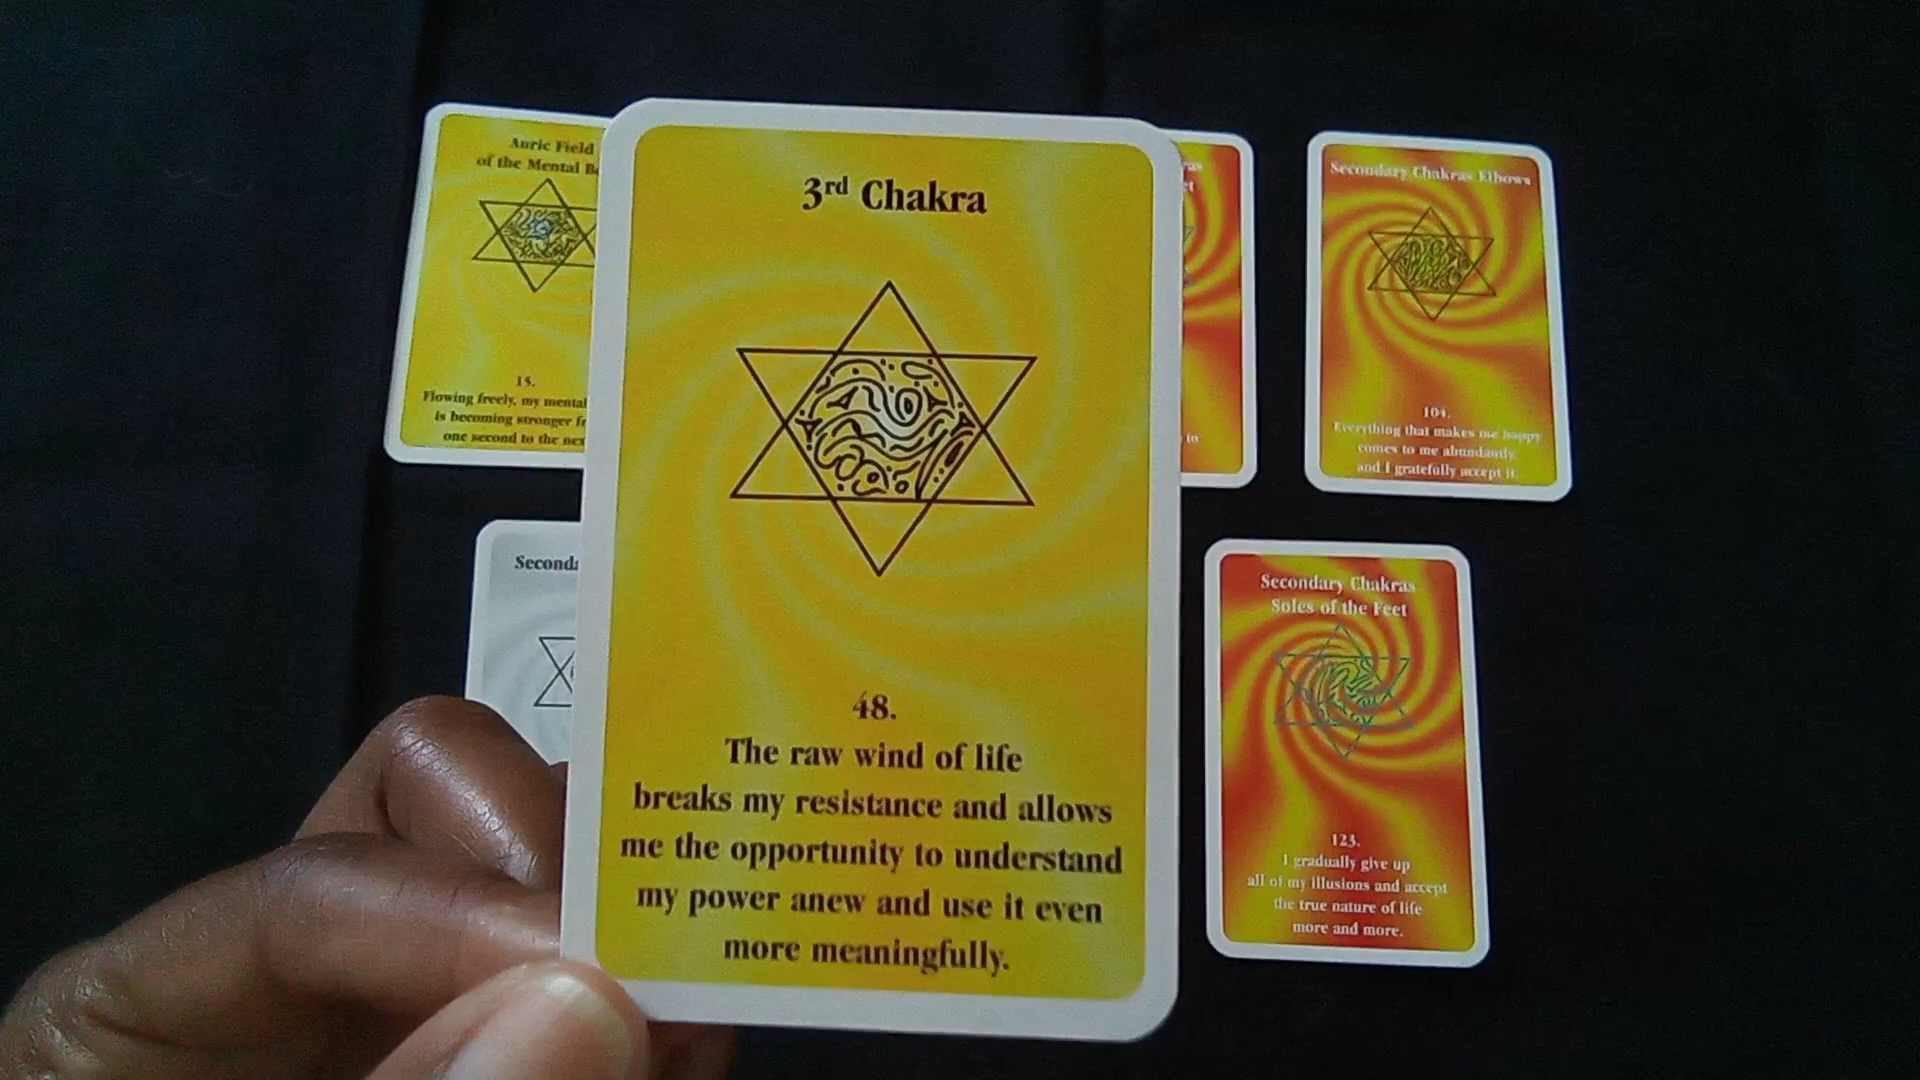 3rd Chakra
48.
The raw wind of life
breaks my resistance and allows
me the opportunity to understand
my power anew and use it even
more meaningfully.
Auric Field
of the Mental
15.
Flowing freely, my mental
is becoming stronger
one second to the
to
Secondary Chakras Elbows
104.
Everything that makes me happy
comes to me abundantly,
and I gratefully accept it.
Secondary Chakras
Soles of the Feet
123.
I gradually give up
all of my illusions and accept
the true nature of life
more and more.